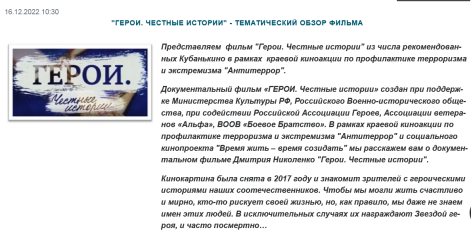 16.12.2022 10:30
"ГЕРОИ. ЧЕСТНЫЕ ИСТОРИИ" - ТЕМАТИЧЕСКИЙ ОБЗОР ФИЛЬМА
ГЕРОИ.
Честные
истории
Представляем фильм "Герои. Честные истории" из числа рекомендован-
ных Кубанькино в рамках краевой киноакции по профилактике терроризма
и экстремизма "Антитеррор".
Документальный фильм «ГЕРОИ. Честные истории» создан при поддерж-
ке Министерства Культуры РФ, Российского Военно-исторического обще-
ства, при содействии Российской Ассоциации Героев, Ассоциации ветера-
нов «Альфа», ВООВ «Боевое Братство». В рамках краевой киноакции по
профилактике терроризма и экстремизма "Антитеррор" и социального
кинопроекта "Время жить – время созидать" мы расскажем вам о докумен-
тальном фильме Дмитрия Николенко "Герои. Честные истории".
Кинокартина была снята в 2017 году и знакомит зрителей с героическими
историями наших соотечественников. Чтобы мы могли жить счастливо
и мирно, кто-то рискует своей жизнью, но, как правило, мы даже не знаем
имен этих людей. В исключительных случаях их награждают Звездой ге-
роя, и часто посмертно…